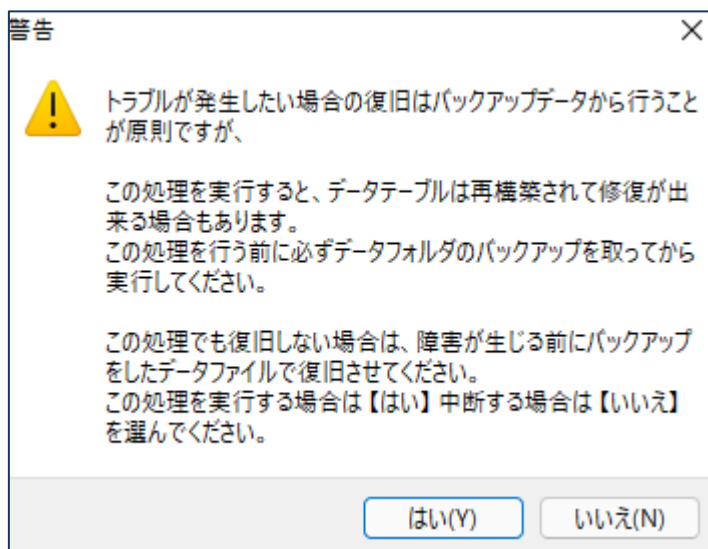 警告
トラブルが発生したい場合の復旧はバックアップデータから行うこと
が原則ですが、
この処理を実行すると、データテーブルは再構築されて修復が出
来る場合もあります。
この処理を行う前に必ずデータフォルダのバックアップを取ってから
実行してください。
この処理でも復旧しない場合は、障害が生じる前にバックアップ
をしたデータファイルで復旧させてください。
この処理を実行する場合は【はい】中断する場合は【いいえ】
を選んでください。
はい(Y) いいえ(N)